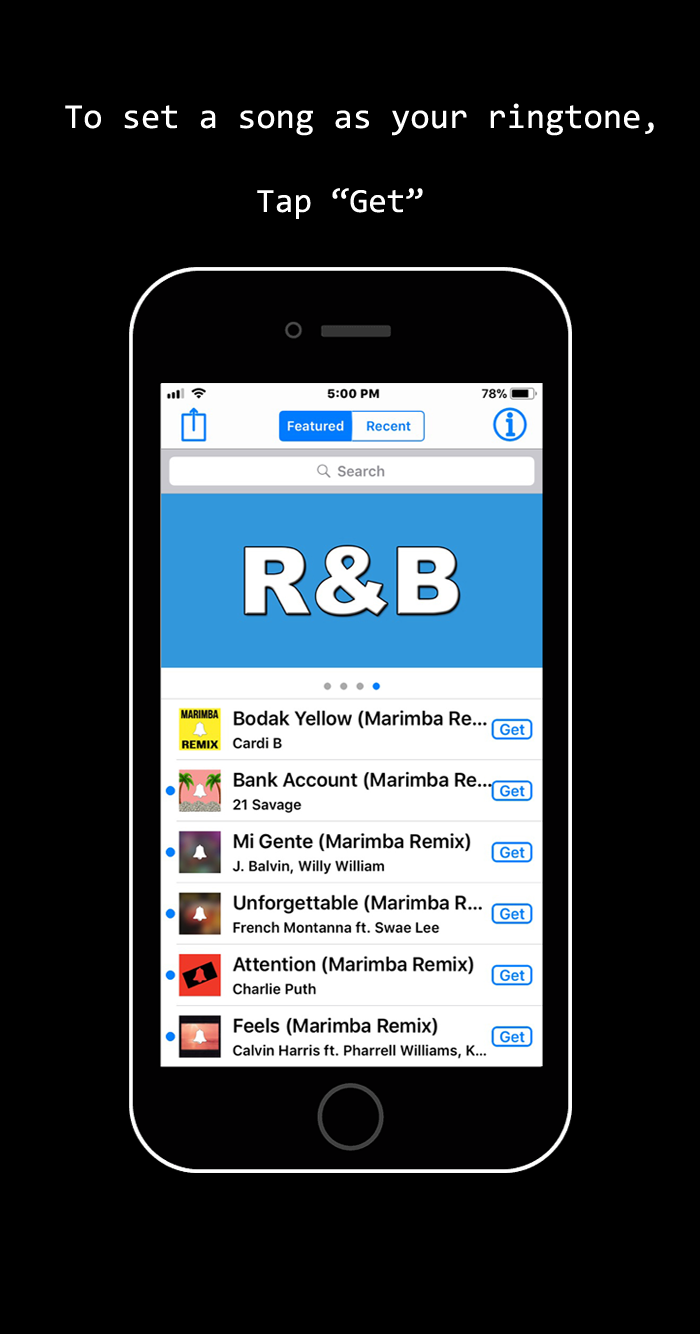 To set a song as your ringtone,
Tap “Get”
5:00 PM
78%
Featured
Recent
Search
R&B
MARIMBA
REMIX
Bodak Yellow (Marimba Re...
Cardi B
Get
Bank Account (Marimba Re...
21 Savage
Get
Mi Gente (Marimba Remix)
J. Balvin, Willy William
Get
Unforgettable (Marimba R...
French Montanna ft. Swae Lee
Get
Attention (Marimba Remix)
Charlie Puth
Get
Feels (Marimba Remix)
Calvin Harris ft. Pharrell Williams, K...
Get